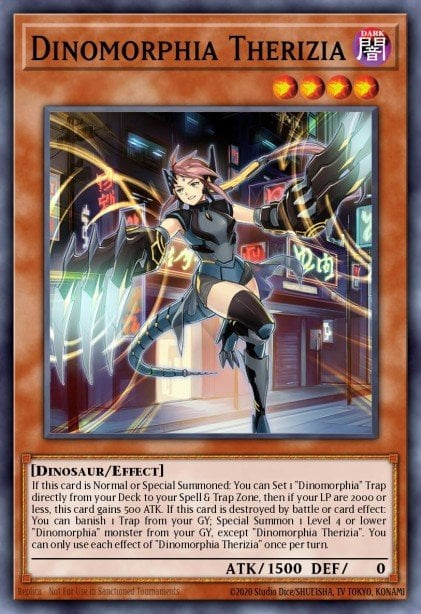 DINOMORPHIA THERIZIA
DARK
闇
[DINOSAUR/EFFECT]
If this card is Normal or Special Summoned: You can Set 1 "Dinomorphia" Trap
directly from your Deck to your Spell & Trap Zone, then if your LP are 2000 or
less, this card gains 500 ATK. If this card is destroyed by battle or card effect:
You can banish 1 Trap from your GY; Special Summon 1 Level 4 or lower
"Dinomorphia" monster from your GY, except "Dinomorphia Therizia". You
can only use each effect of "Dinomorphia Therizia" once per turn.
ATK/1500 DEF/ 0
Replica - Not For Use in Sanctioned Tournaments
©2020 Studio Dice/SHUEISHA, TV TOKYO, KONAMI